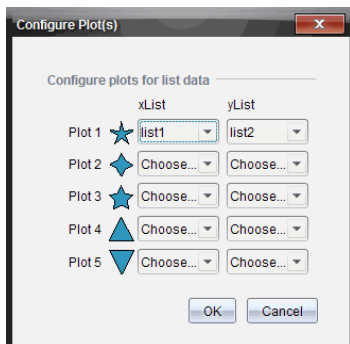 Configure Plot(s)
Configure plots for list data
xList yList
Plot 1 list1 list2
Plot 2 Choose... Choose...
Plot 3 Choose... Choose...
Plot 4 Choose... Choose...
Plot 5 Choose... Choose...
OK Cancel